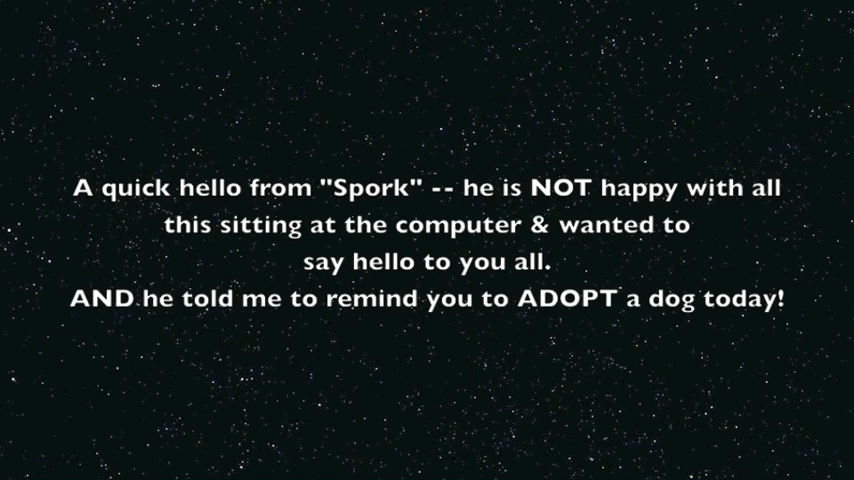 A quick hello from "Spork" -- he is NOT happy with all
this sitting at the computer & wanted to
say hello to you all.
AND he told me to remind you to ADOPT a dog today!